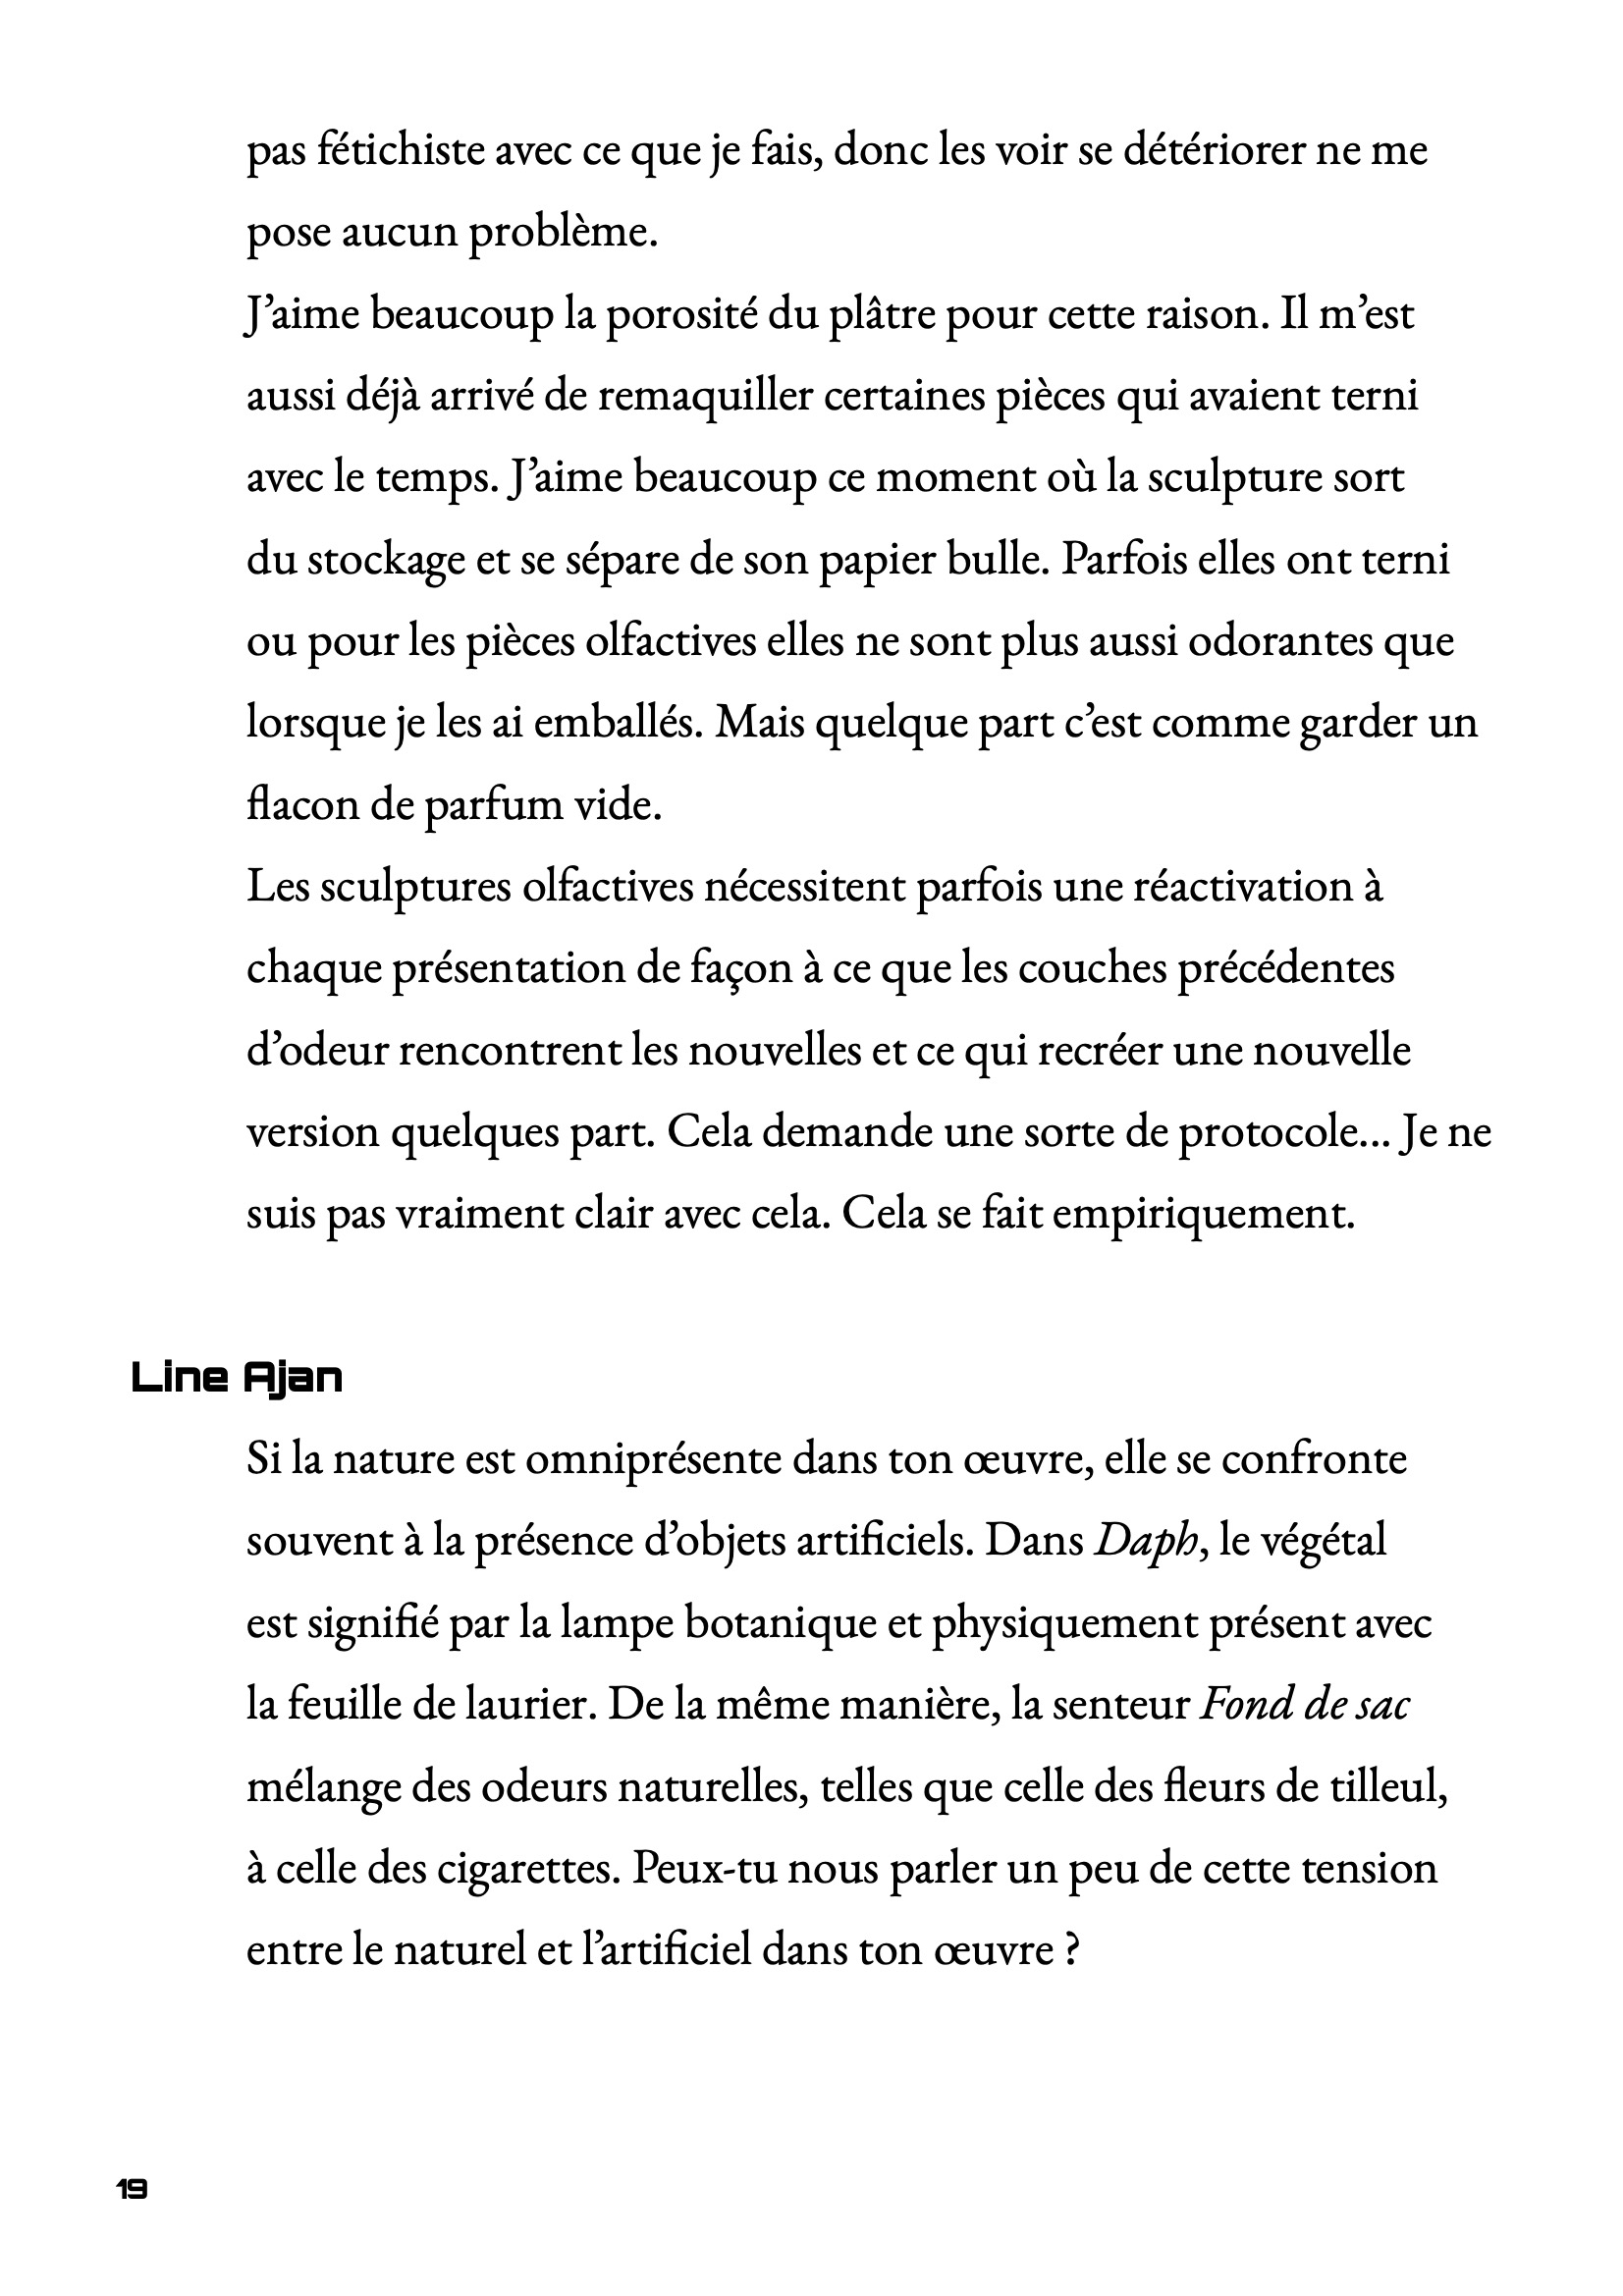 pas fétichiste avec ce que je fais, donc les voir se détériorer ne me
pose aucun problème.
J’aime beaucoup la porosité du plâtre pour cette raison. Il m’est
aussi déjà arrivé de remaquiller certaines pièces qui avaient terni
avec le temps. J’aime beaucoup ce moment où la sculpture sort
du stockage et se sépare de son papier bulle. Parfois elles ont terni
ou pour les pièces olfactives elles ne sont plus aussi odorantes que
lorsque je les ai emballés. Mais quelque part c’est comme garder un
flacon de parfum vide.
Les sculptures olfactives nécessitent parfois une réactivation à
chaque présentation de façon à ce que les couches précédentes
d’odeur rencontrent les nouvelles et ce qui recréer une nouvelle
version quelques part. Cela demande une sorte de protocole... Je ne
suis pas vraiment clair avec cela. Cela se fait empiriquement.
Line Ajan
Si la nature est omniprésente dans ton œuvre, elle se confronte
souvent à la présence d’objets artificiels. Dans Daph, le végétal
est signifié par la lampe botanique et physiquement présent avec
la feuille de laurier. De la même manière, la senteur Fond de sac
mélange des odeurs naturelles, telles que celle des fleurs de tilleul,
à celle des cigarettes. Peux-tu nous parler un peu de cette tension
entre le naturel et l’artificiel dans ton œuvre ?
19